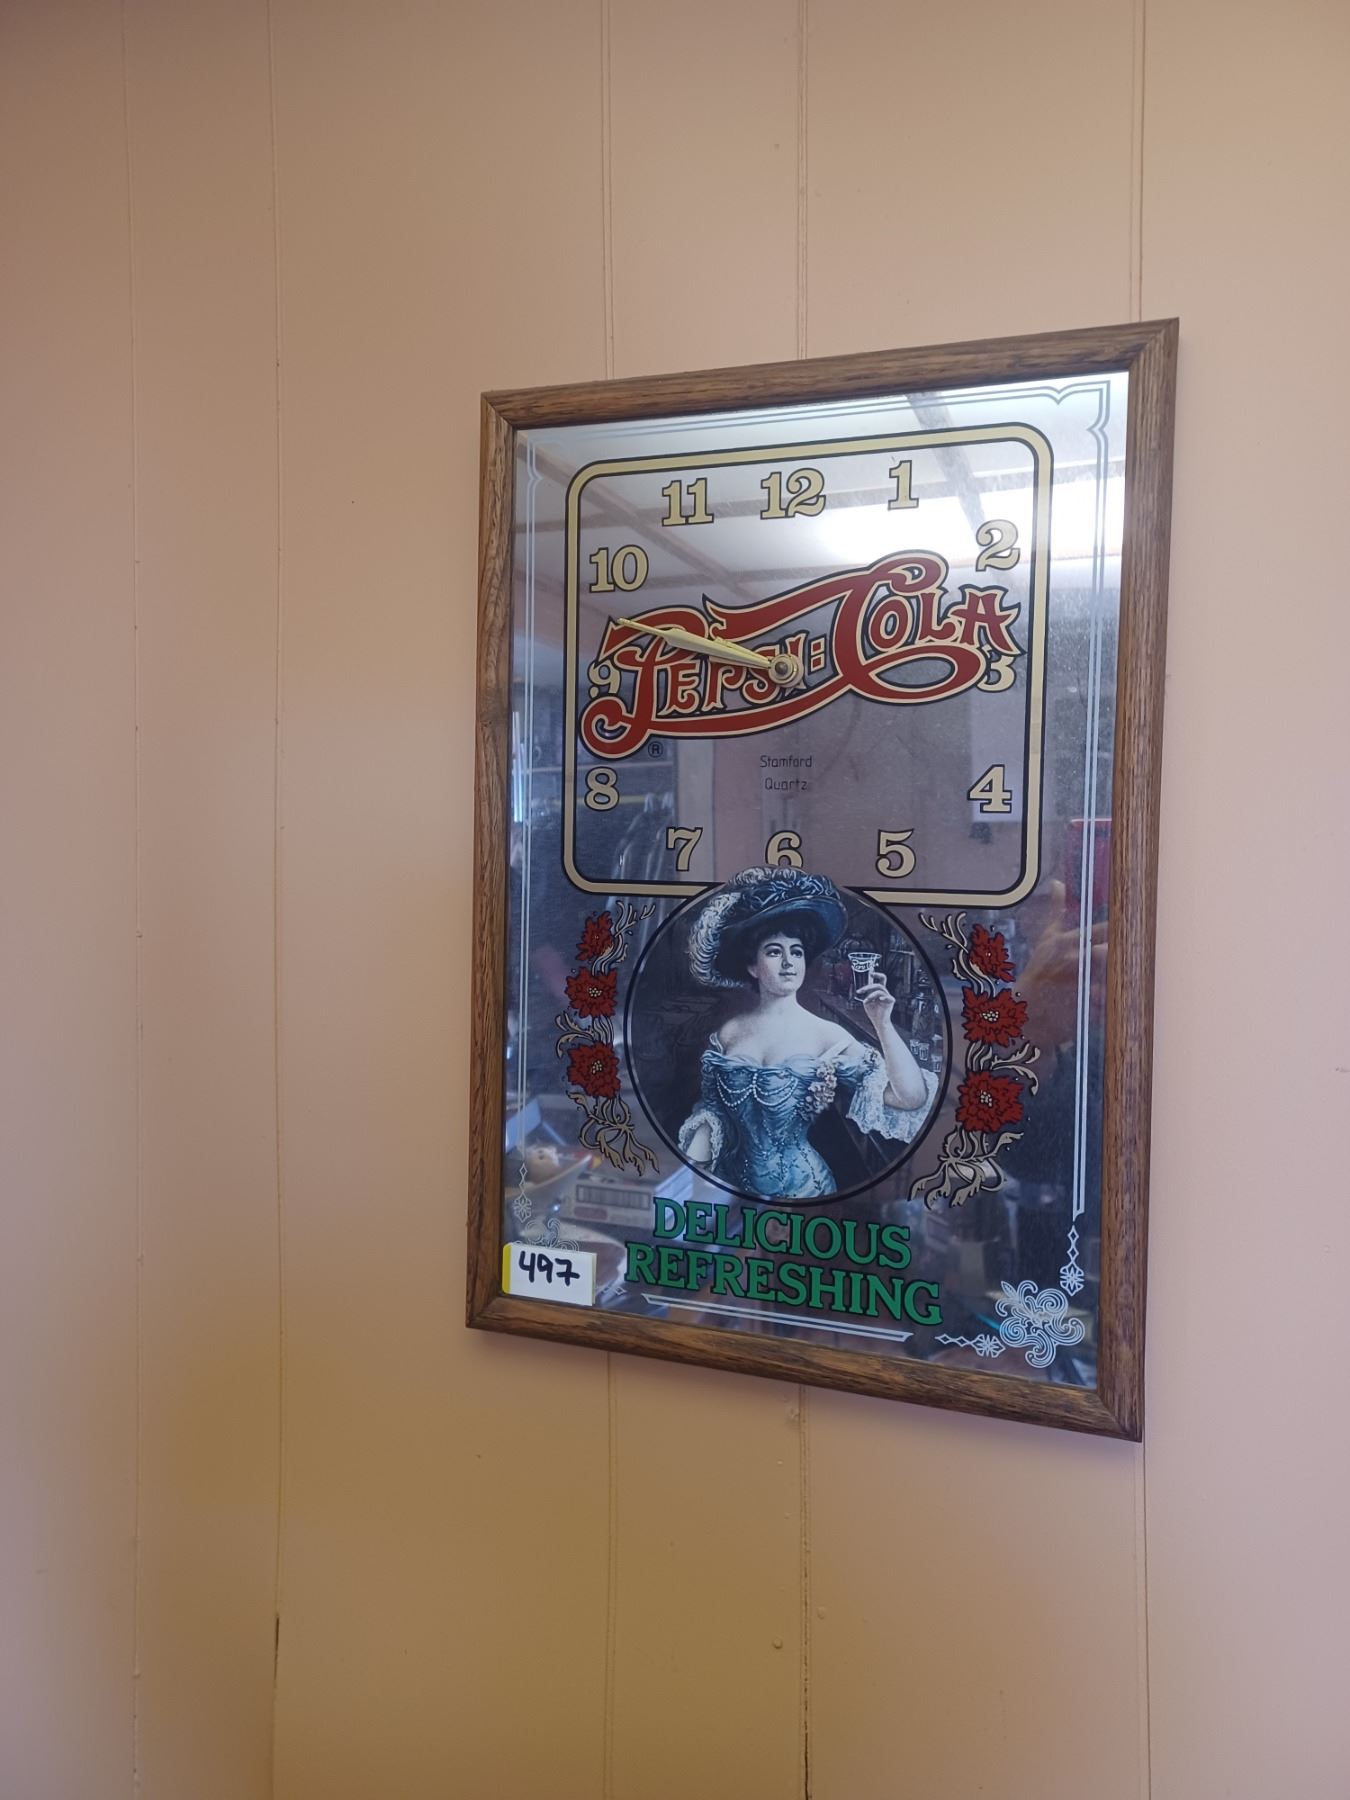 11 12 1
10 2
PEPSI:COLA
9 3
®
Stamford
Quartz
8 4
7 6 5
DELICIOUS
REFRESHING
497